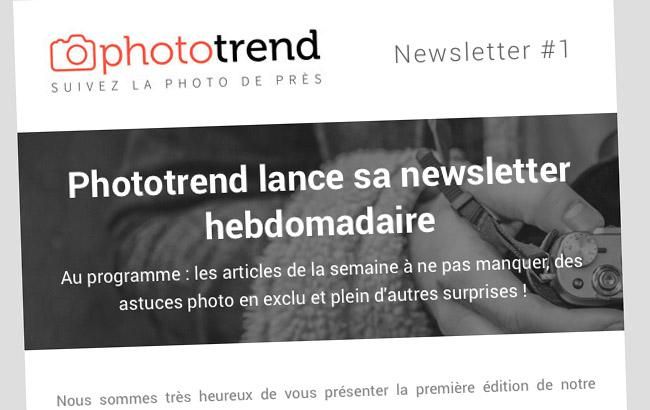 phototrend
SUIVEZ LA PHOTO DE PRÈS
Newsletter #1
Phototrend lance sa newsletter
hebdomadaire
Au programme : les articles de la semaine à ne pas manquer, des
astuces photo en exclu et plein d'autres surprises !
Nous sommes très heureux de vous présenter la première édition de notre